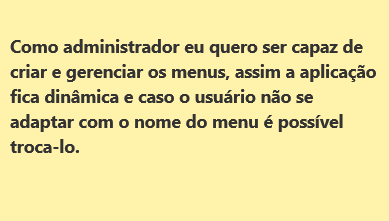 Como administrador eu quero ser capaz de
criar e gerenciar os menus, assim a aplicação
fica dinâmica e caso o usuário não se
adaptar com o nome do menu é possível
troca-lo.